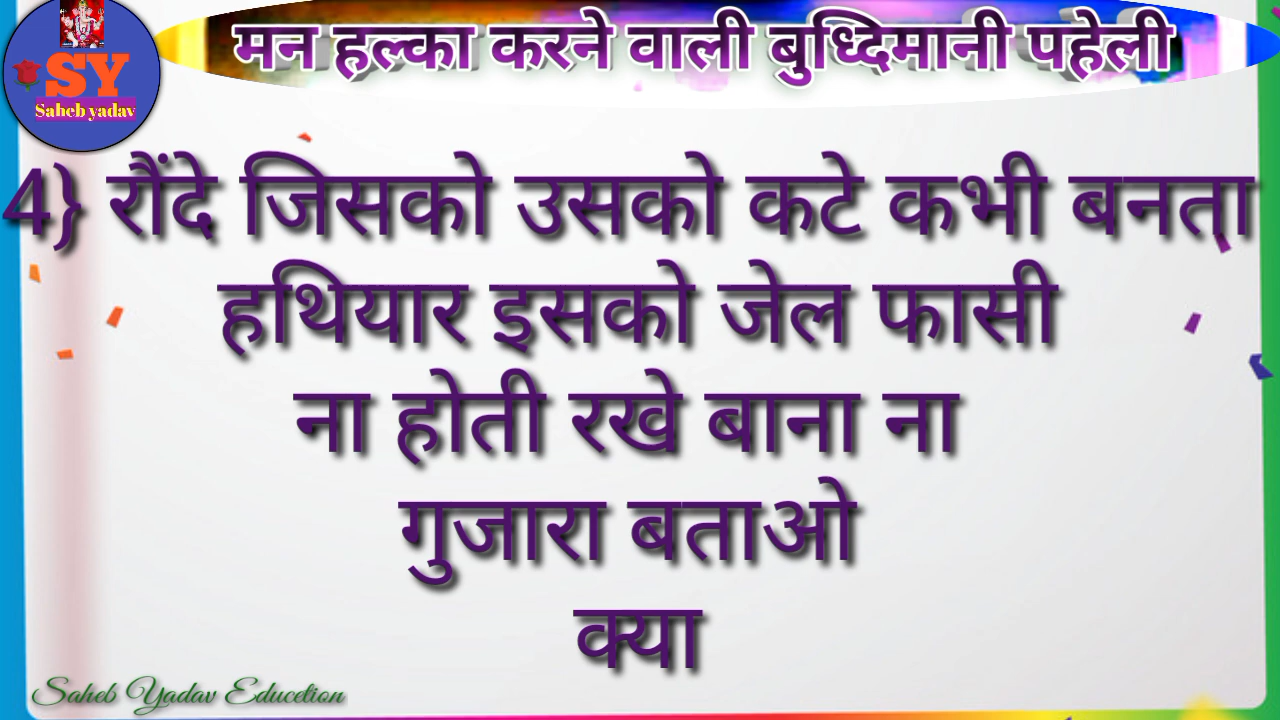 मन हल्का करने वाली बुध्दिमानी पहेली
SY
Saheb yadav
4} रौंदे जिसको उसको कटे कभी बनता
हथियार इसको जेल फासी
ना होती रखे बाना ना
गुजारा बताओ
क्या
Saheb Yadav Educetion